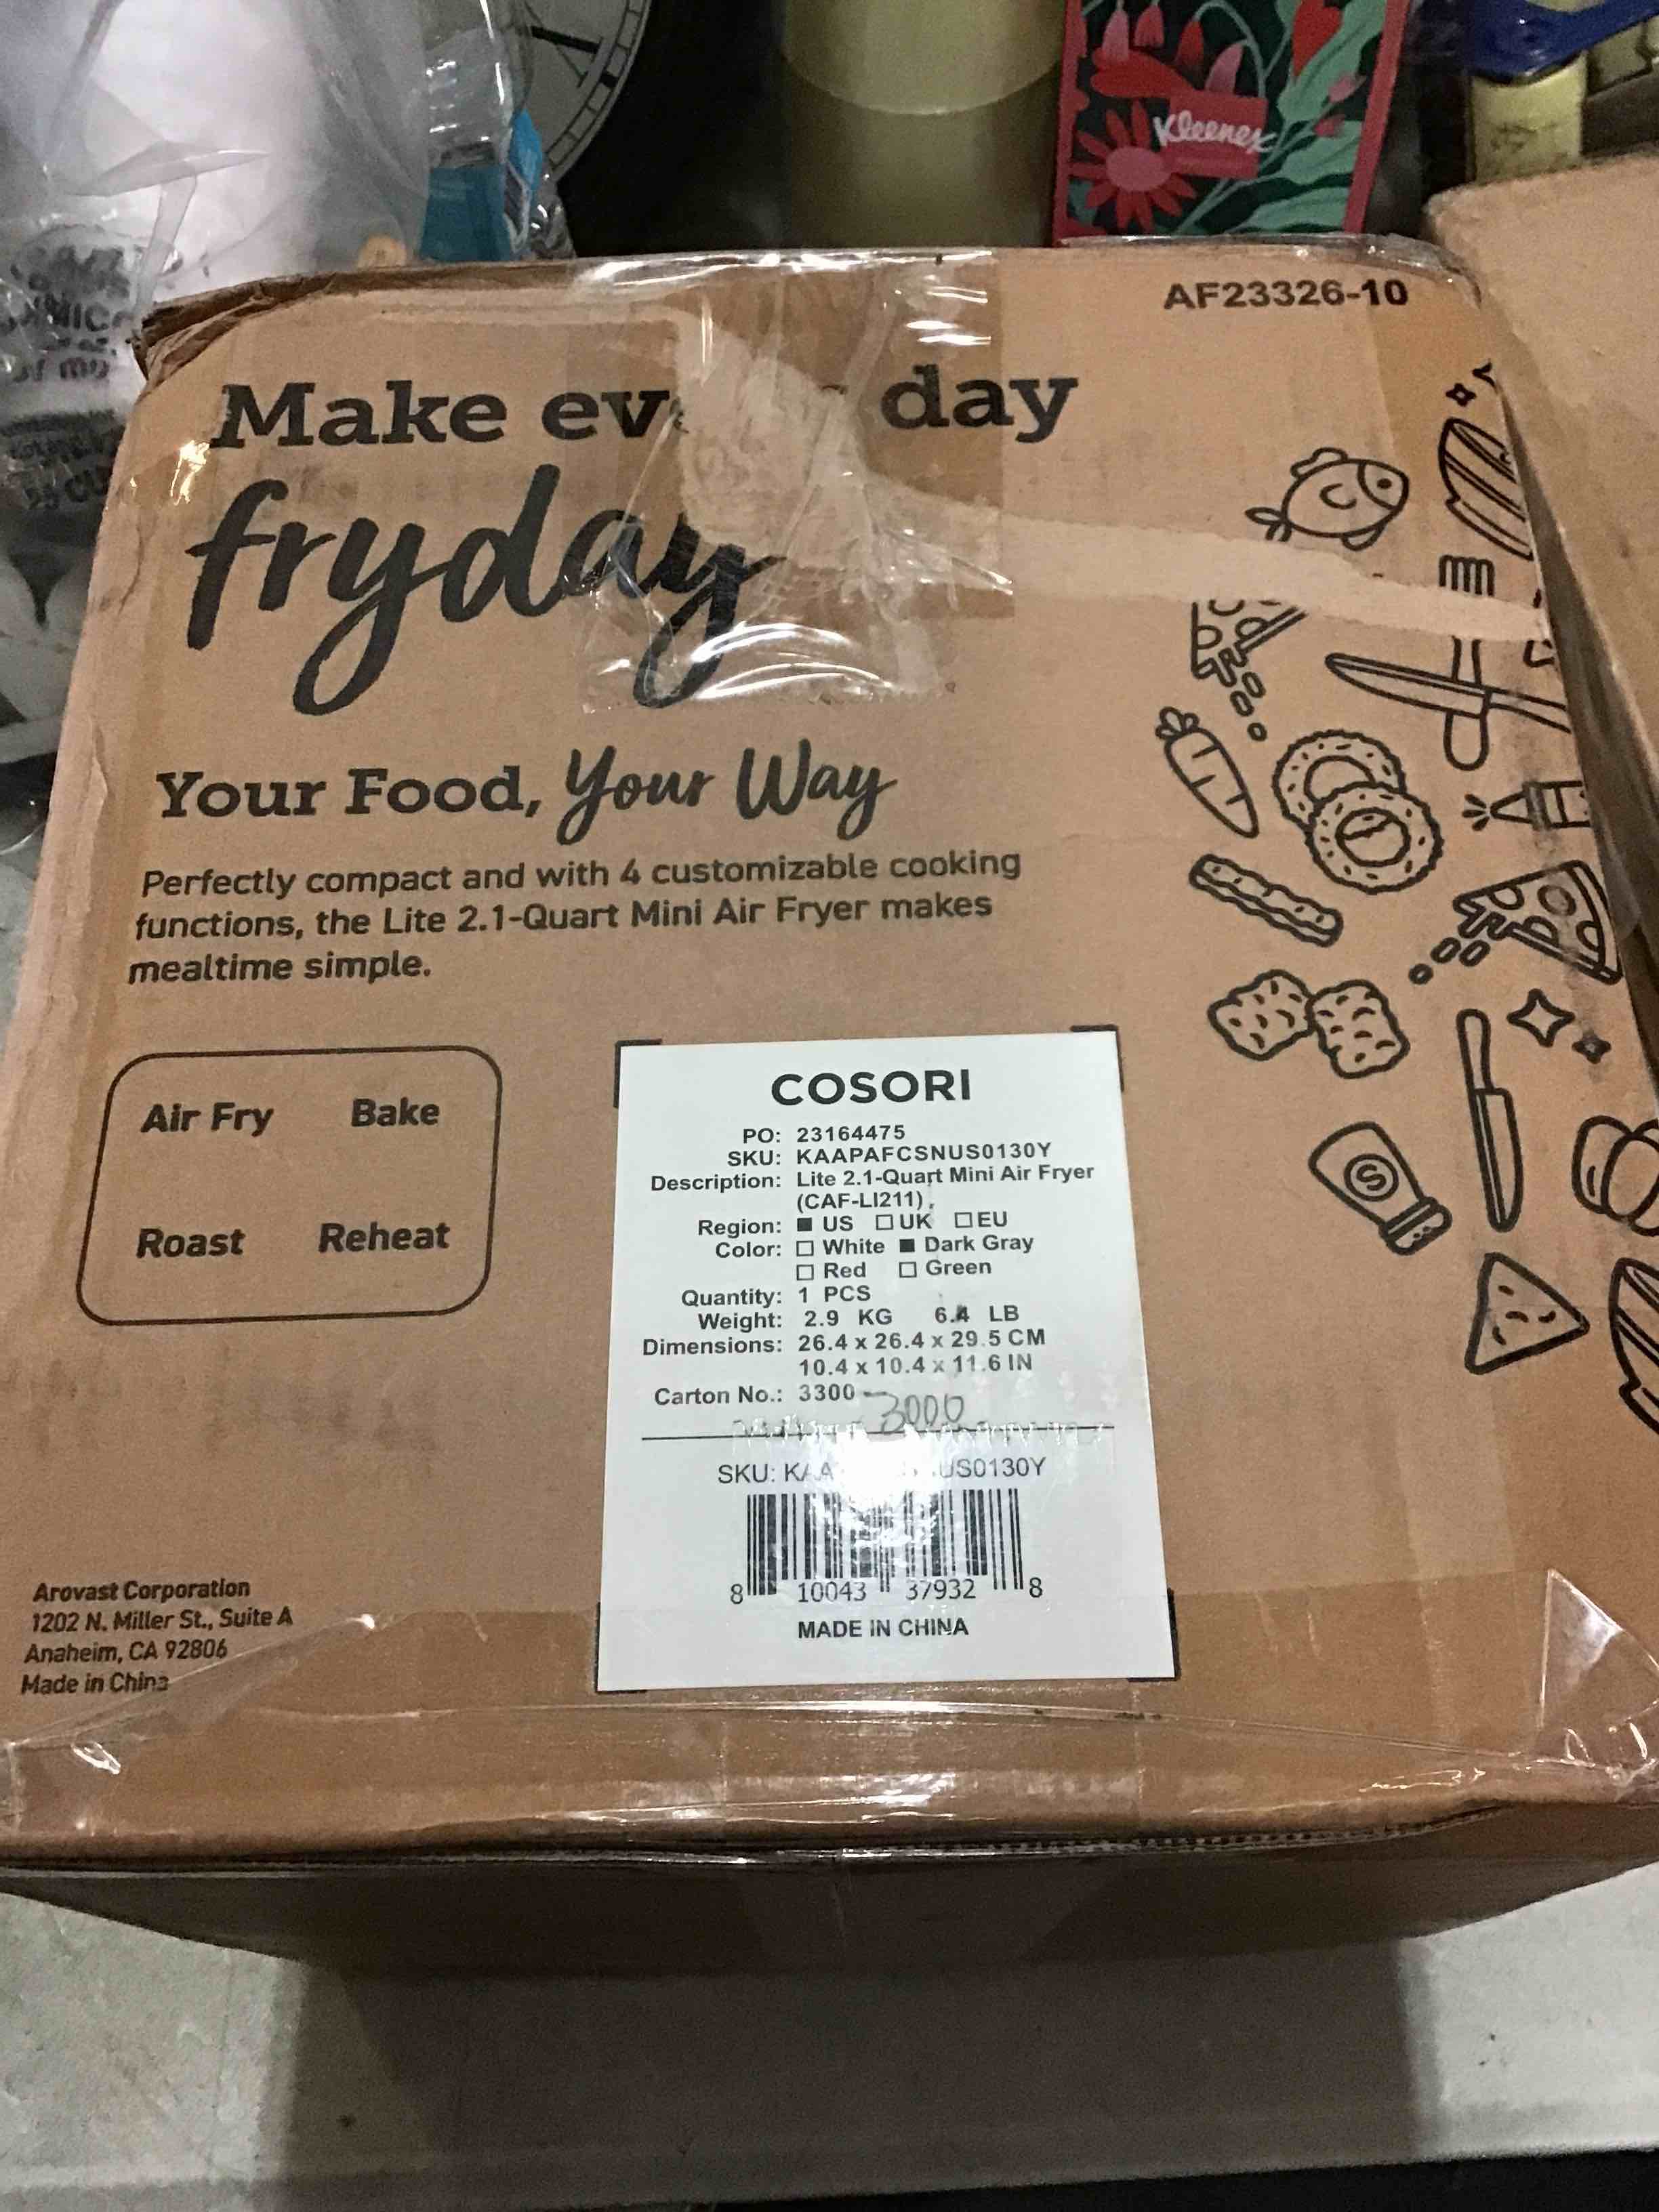 Kleenex
AF23326-10
Make day
fryday
Your Food, Your Way
Perfectly compact and with 4 customizable cooking
functions, the Lite 2.1-Quart Mini Air Fryer makes
mealtime simple.
Air Fry Bake
Roast Reheat
COSORI
PO: 23164475
SKU: KAAPAFCSNUS0130Y
Description: Lite 2.1-Quart Mini Air Fryer
(CAF-LI211)
Region: ■ US □ UK □ EU
Color: □ White ■ Dark Gray
□ Red □ Green
Quantity: 1 PCS
Weight: 2.9 KG 6.4 LB
Dimensions: 26.4 x 26.4 x 29.5 CM
10.4 x 10.4 x 11.6 IN
Carton No.: 3300 - 3000
SKU:
8 10043 37932 8
MADE IN CHINA
Arovast Corporation
1202 N. Miller St., Suite A
Anaheim, CA 92806
Made in China
S